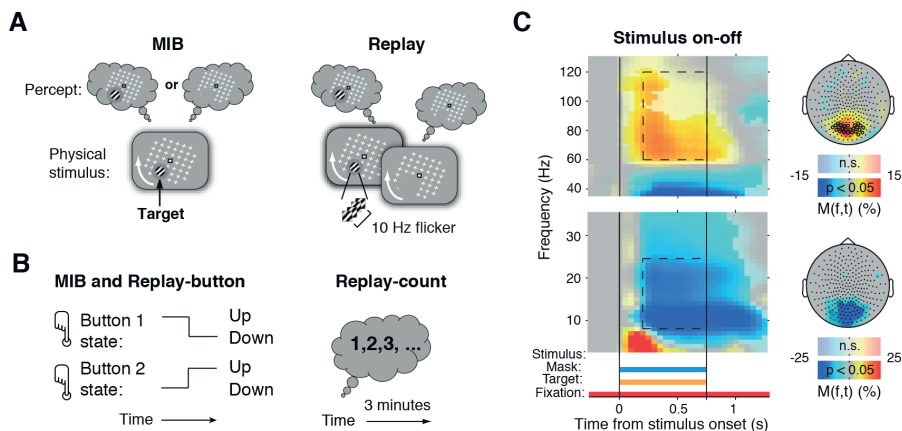 A
MIB
Replay
Percept:
or
Physical
stimulus:
Target
10 Hz flicker
B
MIB and Replay-button
Replay-count
Button 1
state:
Up
Down
Button 2
state:
Up
Down
Time
1,2,3, ...
3 minutes
Time
C
Stimulus on-off
Frequency (Hz)
120
100
80
60
40
30
20
10
Stimulus:
Mask:
Target:
Fixation:
0
0.5
1
Time from stimulus onset (s)
n.s.
-15
15
p < 0.05
M(f,t) (%)
n.s.
-25
25
p < 0.05
M(f,t) (%)